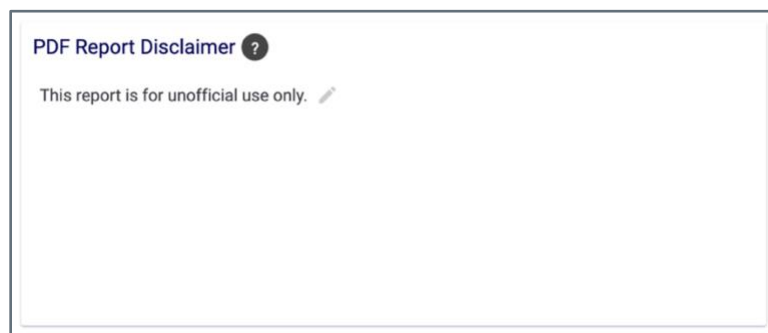 PDF Report Disclaimer ?
This report is for unofficial use only.